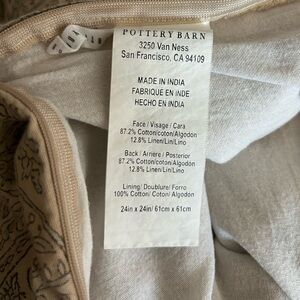 POTTERY BARN
3250 Van Ness
San Francisco, CA 94109
MADE IN INDIA
FABRIQUE EN INDE
HECHO EN INDIA
Face / Visage / Cara
87.2% Cotton/coton/Algodon
12.8% Linen/Lin/Lino
Back / Arriére / Posterior
87.2% Cotton/coton/Algodon
12.8% Linen/Lin/Lino
Lining/ Doublure/ Forro
100% Cotton/Coton/Algodon
24in x 24in/ 61cm x 61cm